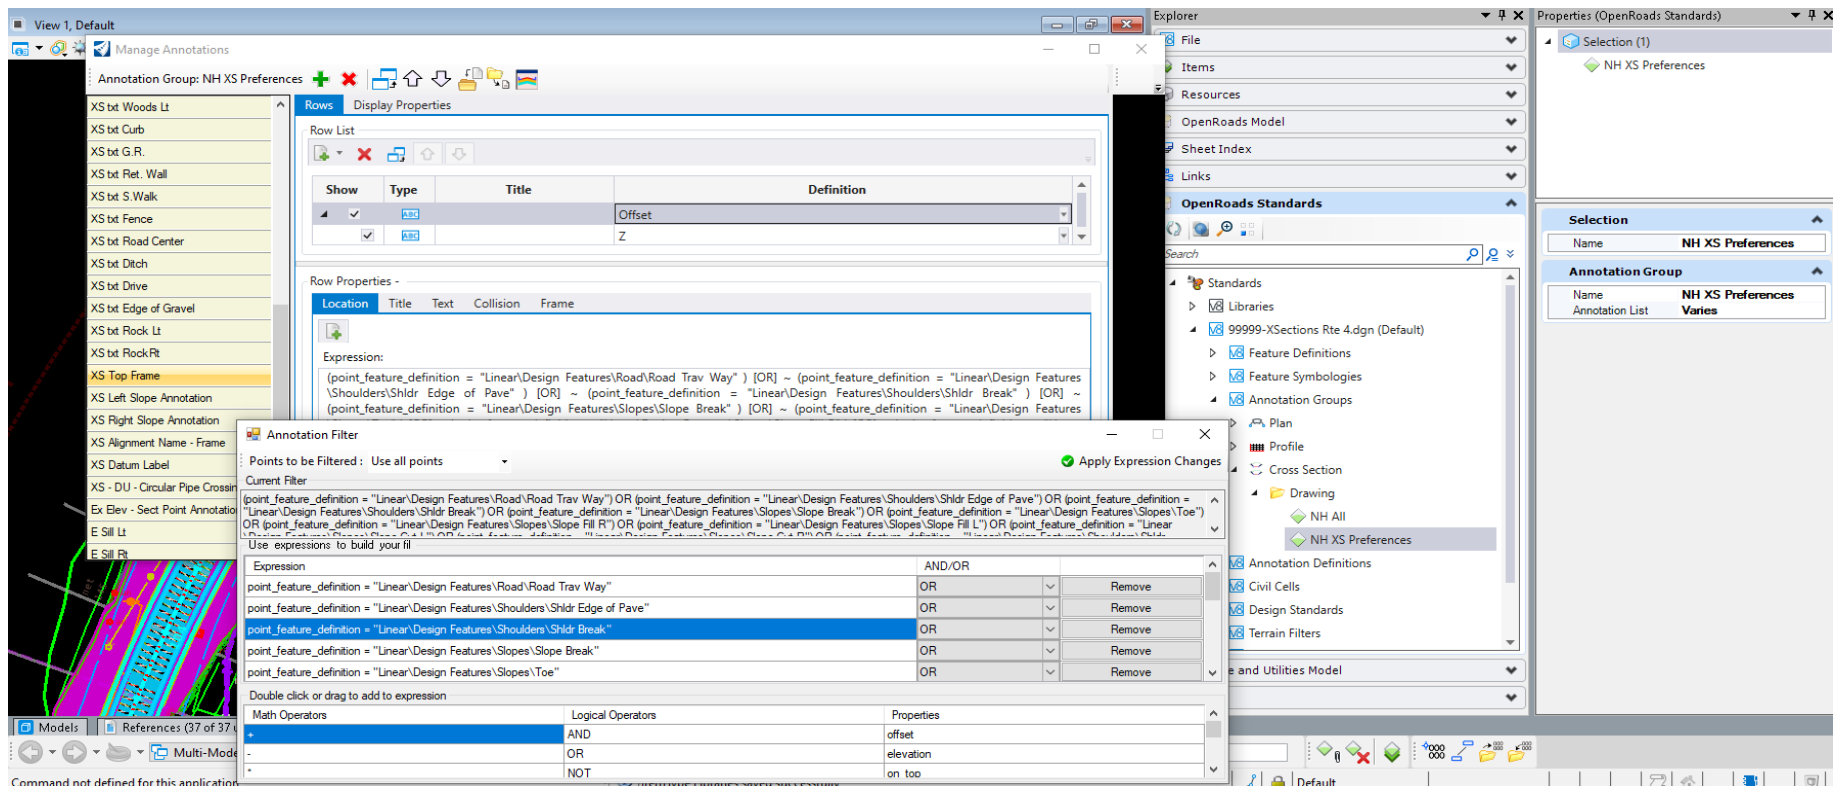 View 1, Default
Manage Annotations
Annotation Group: NH XS Preferences
XS txt Woods Lt
XS txt Curb
XS txt G.R.
XS txt Ret. Wall
XS txt S.Walk
XS txt Fence
XS txt Road Center
XS txt Ditch
XS txt Drive
XS txt Edge of Gravel
XS txt Rock Lt
XS txt RockRt
XS Top Frame
XS Left Slope Annotation
XS Right Slope Annotation
XS Alignment Name - Frame
XS Datum Label
XS - DU - Circular Pipe Crossin
Ex Elev - Sect Point Annotatio
E Sill Lt
E Sill Rt
Rows Display Properties
Row List
Show Type Title Definition
ABC Offset
ABC Z
Row Properties -
Location Title Text Collision Frame
Expression:
(point_feature_definition = "Linear\Design Features\Road\Road Trav Way" ) [OR] ~ (point_feature_definition = "Linear\Design Features
\Shoulders\Shldr Edge of Pave" ) [OR] ~ (point_feature_definition = "Linear\Design Features\Shoulders\Shldr Break" ) [OR] ~
(point_feature_definition = "Linear\Design Features\Slopes\Slope Break" ) [OR] ~ (point_feature_definition = "Linear\Design Features
Annotation Filter
Points to be Filtered : Use all points
Apply Expression Changes
Current Filter
(point_feature_definition = "Linear\Design Features\Road\Road Trav Way") OR (point_feature_definition = "Linear\Design Features\Shoulders\Shldr Edge of Pave") OR (point_feature_definition =
"Linear\Design Features\Shoulders\Shldr Break") OR (point_feature_definition = "Linear\Design Features\Slopes\Slope Break") OR (point_feature_definition = "Linear\Design Features\Slopes\Toe")
OR (point_feature_definition = "Linear\Design Features\Slopes\Slope Fill R") OR (point_feature_definition = "Linear\Design Features\Slopes\Slope Fill L") OR (point_feature_definition = "Linear
Use expressions to build your fil
Expression AND/OR
point_feature_definition = "Linear\Design Features\Road\Road Trav Way" OR Remove
point_feature_definition = "Linear\Design Features\Shoulders\Shldr Edge of Pave" OR Remove
point_feature_definition = "Linear\Design Features\Shoulders\Shldr Break" OR Remove
point_feature_definition = "Linear\Design Features\Slopes\Slope Break" OR Remove
point_feature_definition = "Linear\Design Features\Slopes\Toe" OR Remove
Double click or drag to add to expression
Math Operators Logical Operators Properties
+ AND offset
- OR elevation
* NOT on top
Models References (37 of 37 u
Multi-Mode
Command not defined for this application
Default
Explorer
File
Items
Resources
OpenRoads Model
Sheet Index
Links
OpenRoads Standards
Search
Standards
Libraries
99999-XSections Rte 4.dgn (Default)
Feature Definitions
Feature Symbologies
Annotation Groups
Plan
Profile
Cross Section
Drawing
NH All
NH XS Preferences
Annotation Definitions
Civil Cells
Design Standards
Terrain Filters
e and Utilities Model
Properties (OpenRoads Standards)
Selection (1)
NH XS Preferences
Selection
Name NH XS Preferences
Annotation Group
Name NH XS Preferences
Annotation List Varies